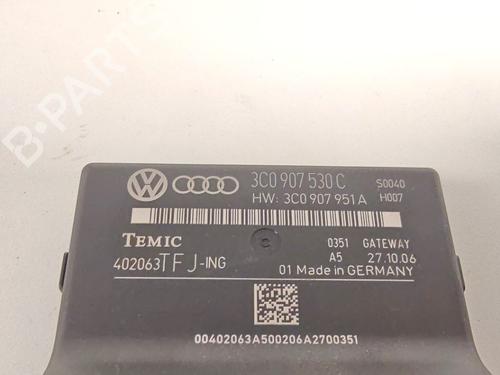 B-PARTS
3C0 907 530 C S0040
HW: 3C0 907 951 A H007
TEMIC 0351 GATEWAY
402063TFJ-ING A5 27.10.06
01 Made in GERMANY
00402063A500206A2700351